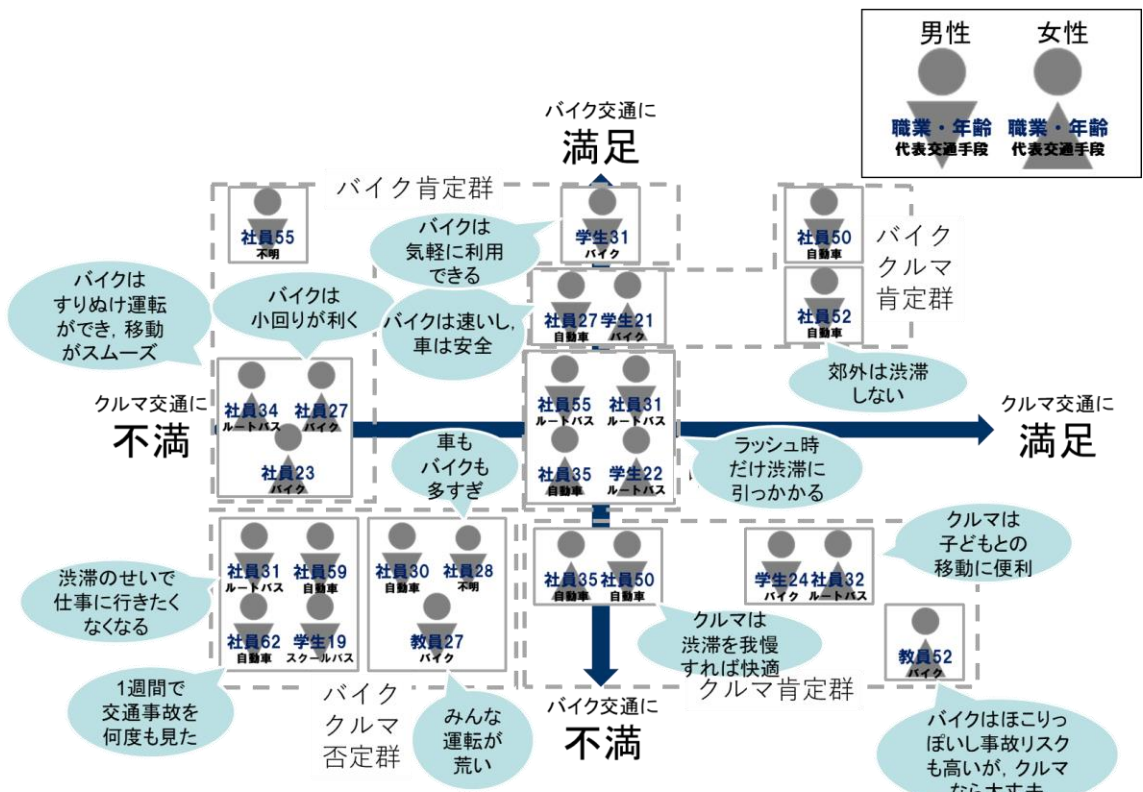 男性 女性
職業・年齢 職業・年齢
代表交通手段 代表交通手段
バイク交通に
満足
バイク肯定群
社員55
不明
バイクは
気軽に利用
できる
学生31
バイク
社員50
自動車
バイク
クルマ
肯定群
バイクは
すりぬけ運転
ができ，移動
がスムーズ
バイクは
小回りが利く
バイクは速いし，
車は安全
社員27 学生21
自動車 バイク
社員52
自動車
郊外は渋滞
しない
クルマ交通に
不満
社員34 社員27
ルートバス バイク
社員23
バイク
社員55 社員31
ルートバス ルートバス
社員35 学生22
自動車 ルートバス
クルマ交通に
満足
車も
バイクも
多すぎ
ラッシュ時
だけ渋滞に
引っかかる
渋滞のせいで
仕事に行きたく
なくなる
社員31 社員59
ルートバス 自動車
社員62 学生19
自動車 スクールバス
社員30 社員28
自動車 不明
教員27
バイク
社員35 社員50
自動車 自動車
学生24 社員32
バイク ルートバス
クルマは
子どもとの
移動に便利
教員52
バイク
クルマは
渋滞を我慢
すれば快適
クルマ肯定群
1週間で
交通事故を
何度も見た
バイク
クルマ
否定群
みんな
運転が
荒い
バイク交通に
不満
バイクはほこりっ
ぽいし事故リスク
も高いが，クルマ
なら大丈夫